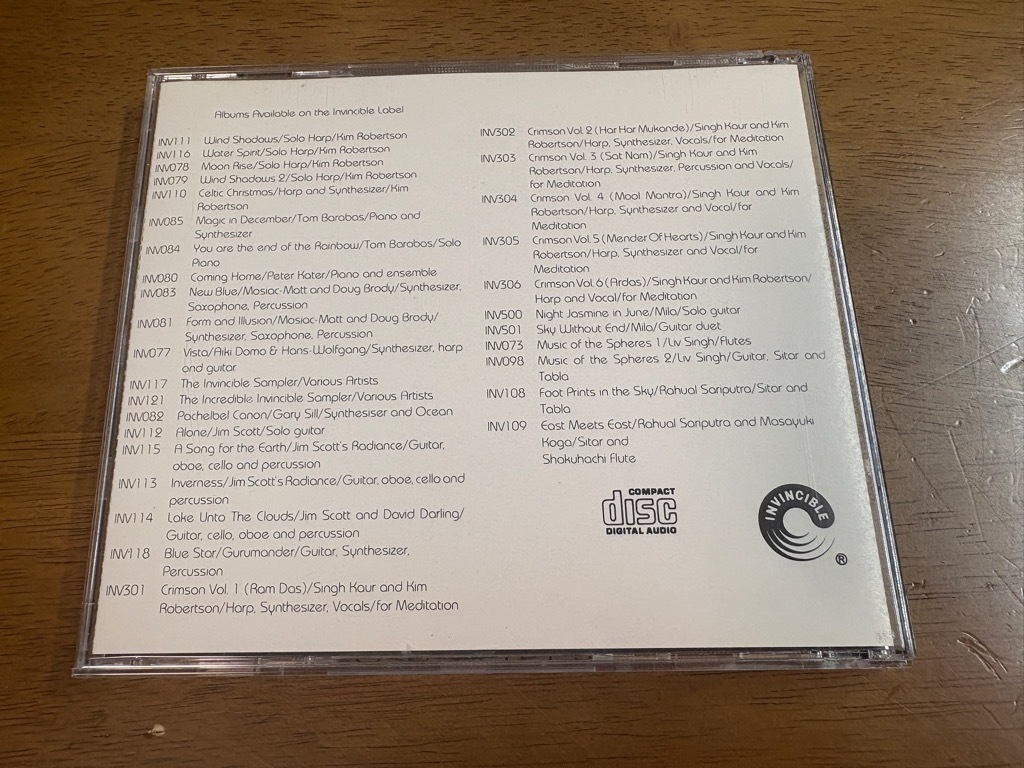 Albums Available on the Invincible Label
INV111 Wind Shadows/Solo Harp/Kim Robertson
INV116 Water Spirit/Solo Harp/Kim Robertson
INV078 Moon Rise/Solo Harp/Kim Robertson
INV079 Wind Shadows 2/Solo Harp/Kim Robertson
INV110 Celtic Christmas/Harp and Synthesizer/Kim
Robertson
INV085 Magic in December/Tom Barabas/Piano and
Synthesizer
INV084 You are the end of the Rainbow/Tom Barabas/Solo
Piano
INV080 Coming Home/Peter Kater/Piano and ensemble
INV083 New Blue/Mosiac-Matt and Doug Brody/Synthesizer,
Saxophone, Percussion
INV081 Form and Illusion/Mosiac-Matt and Doug Brody/
Synthesizer, Saxophone, Percussion
INV077 Vista/Aiki Domo & Hans-Wolfgang/Synthesizer, harp
and guitar
INV117 The Invincible Sampler/Various Artists
INV121 The Incredible Invincible Sampler/Various Artists
INV082 Pachelbel Canon/Gary Sill/Synthesiser and Ocean
INV112 Alone/Jim Scott/Solo guitar
INV115 A Song for the Earth/Jim Scott's Radiance/Guitar,
oboe, cello and percussion
INV113 Inverness/Jim Scott's Radiance/Guitar, oboe, cello and
percussion
INV114 Lake Unto The Clouds/Jim Scott and David Darling/
Guitar, cello, oboe and percussion
INV118 Blue Star/Gurumander/Guitar, Synthesizer,
Percussion
INV301 Crimson Vol. 1 (Ram Das)/Singh Kaur and Kim
Robertson/Harp, Synthesizer, Vocals/for Meditation
INV302 Crimson Vol. 2 (Har Har Mukande)/Singh Kaur and Kim
Robertson/Harp, Synthesizer, Vocals/for Meditation
INV303 Crimson Vol. 3 (Sat Nam)/Singh Kaur and Kim
Robertson/Harp, Synthesizer, Percussion and Vocals/
for Meditation
INV304 Crimson Vol. 4 (Mool Mantra)/Singh Kaur and Kim
Robertson/Harp, Synthesizer and Vocal/for
Meditation
INV305 Crimson Vol. 5 (Mender Of Hearts)/Singh Kaur and Kim
Robertson/Harp, Synthesizer and Vocal/for
Meditation
INV306 Crimson Vol. 6 (Ardas)/Singh Kaur and Kim Robertson/
Harp and Vocal/for Meditation
INV500 Night Jasmine in June/Mila/Solo guitar
INV501 Sky Without End/Mila/Guitar duet
INV073 Music of the Spheres 1/Liv Singh/Flutes
INV098 Music of the Spheres 2/Liv Singh/Guitar, Sitar and
Tabla
INV108 Foot Prints in the Sky/Rahual Sariputra/Sitar and
Tabla
INV109 East Meets East/Rahual Sariputra and Masayuki
Koga/Sitar and
Shakuhachi Flute
COMPACT
disc
DIGITAL AUDIO
INVINCIBLE
®